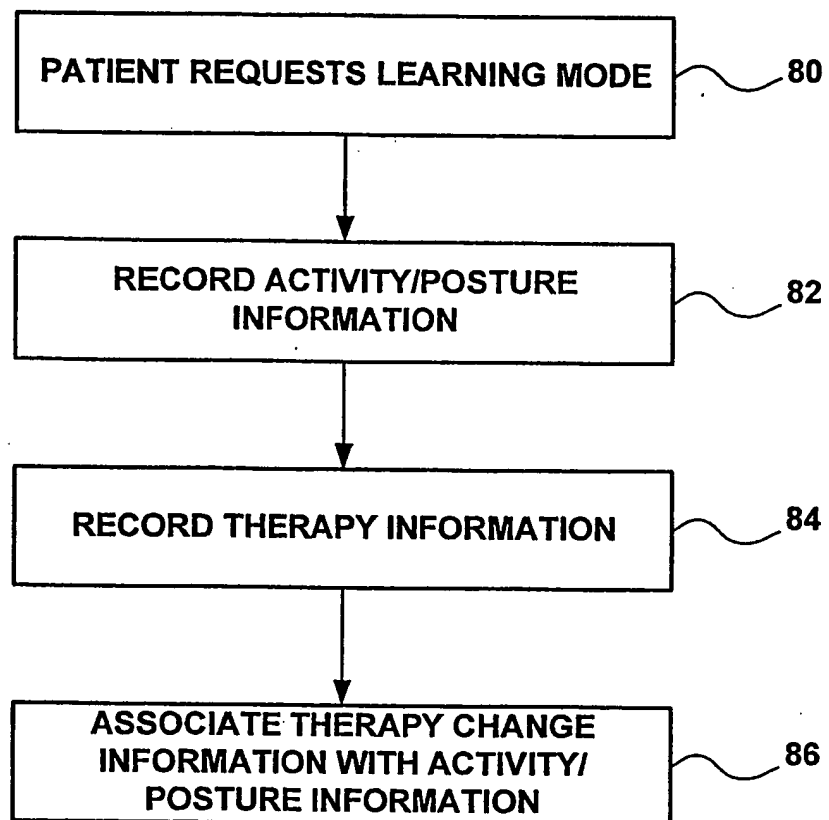 PATIENT REQUESTS LEARNING MODE
80
RECORD ACTIVITY/POSTURE
INFORMATION
82
RECORD THERAPY INFORMATION
84
ASSOCIATE THERAPY CHANGE
INFORMATION WITH ACTIVITY/
POSTURE INFORMATION
86